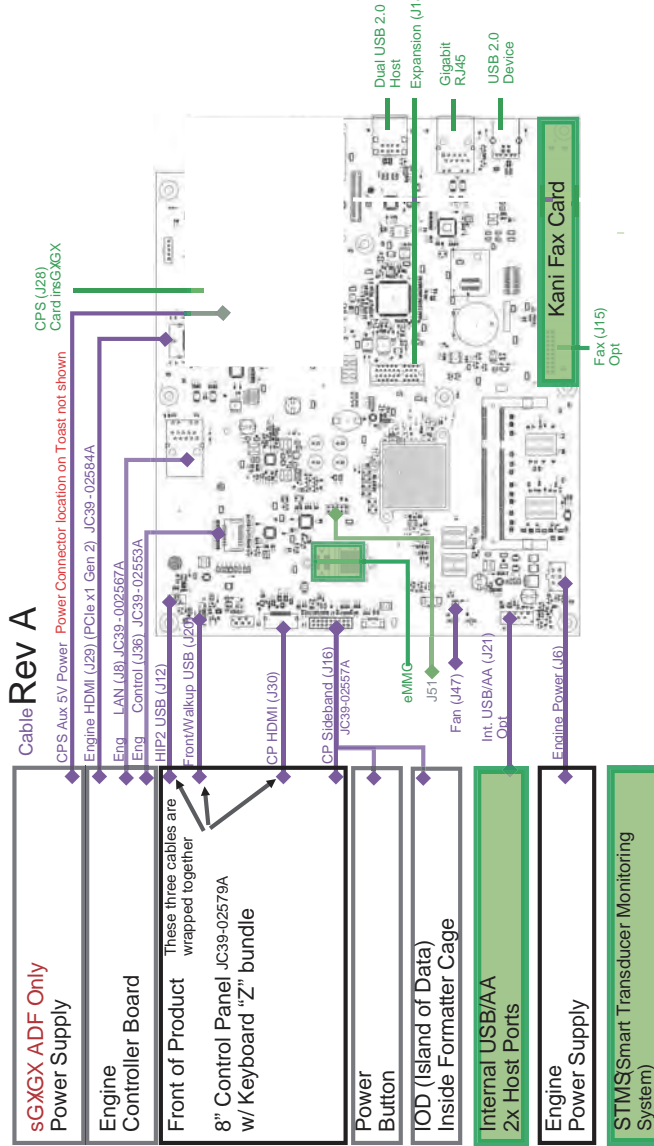 Cable Rev A
sGXGX ADF Only
Power Supply
Engine
Controller Board
Front of Product
These three cables are
wrapped together
8” Control Panel JC39-02579A
w/ Keyboard “Z” bundle
Power
Button
IOD (Island of Data)
Inside Formatter Cage
Internal USB/AA
2x Host Ports
Engine
Power Supply
STMS(Smart Transducer Monitoring
System)
CPS Aux 5V Power Power Connector location on Toast not shown
Engine HDMI (J29) (PCIe x1 Gen 2) JC39-02584A
Eng LAN (J8) JC39-002567A
Eng Control (J36) JC39-02553A
HIP2 USB (J12)
Front/Walkup USB (J20)
CP HDMI (J30)
CP Sideband (J16)
JC39-02557A
eMMC
J51
Fan (J47)
Int. USB/AA (J21)
Opt
Engine Power (J6)
CPS (J28)
Card insGXGX
Dual USB 2.0
Host
Expansion
Gigabit
RJ45
USB 2.0
Device
Kani Fax Card
Fax (J15)
Opt